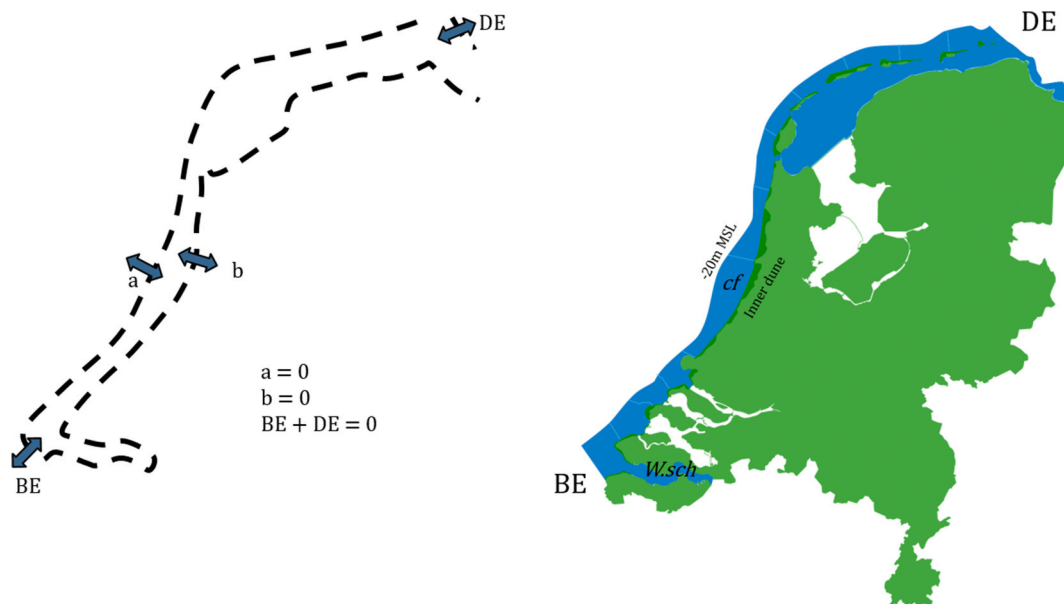 DE
a
b
a = 0
b = 0
BE + DE = 0
BE
DE
-20m MSL
cf
Inner dune
W.sch
BE